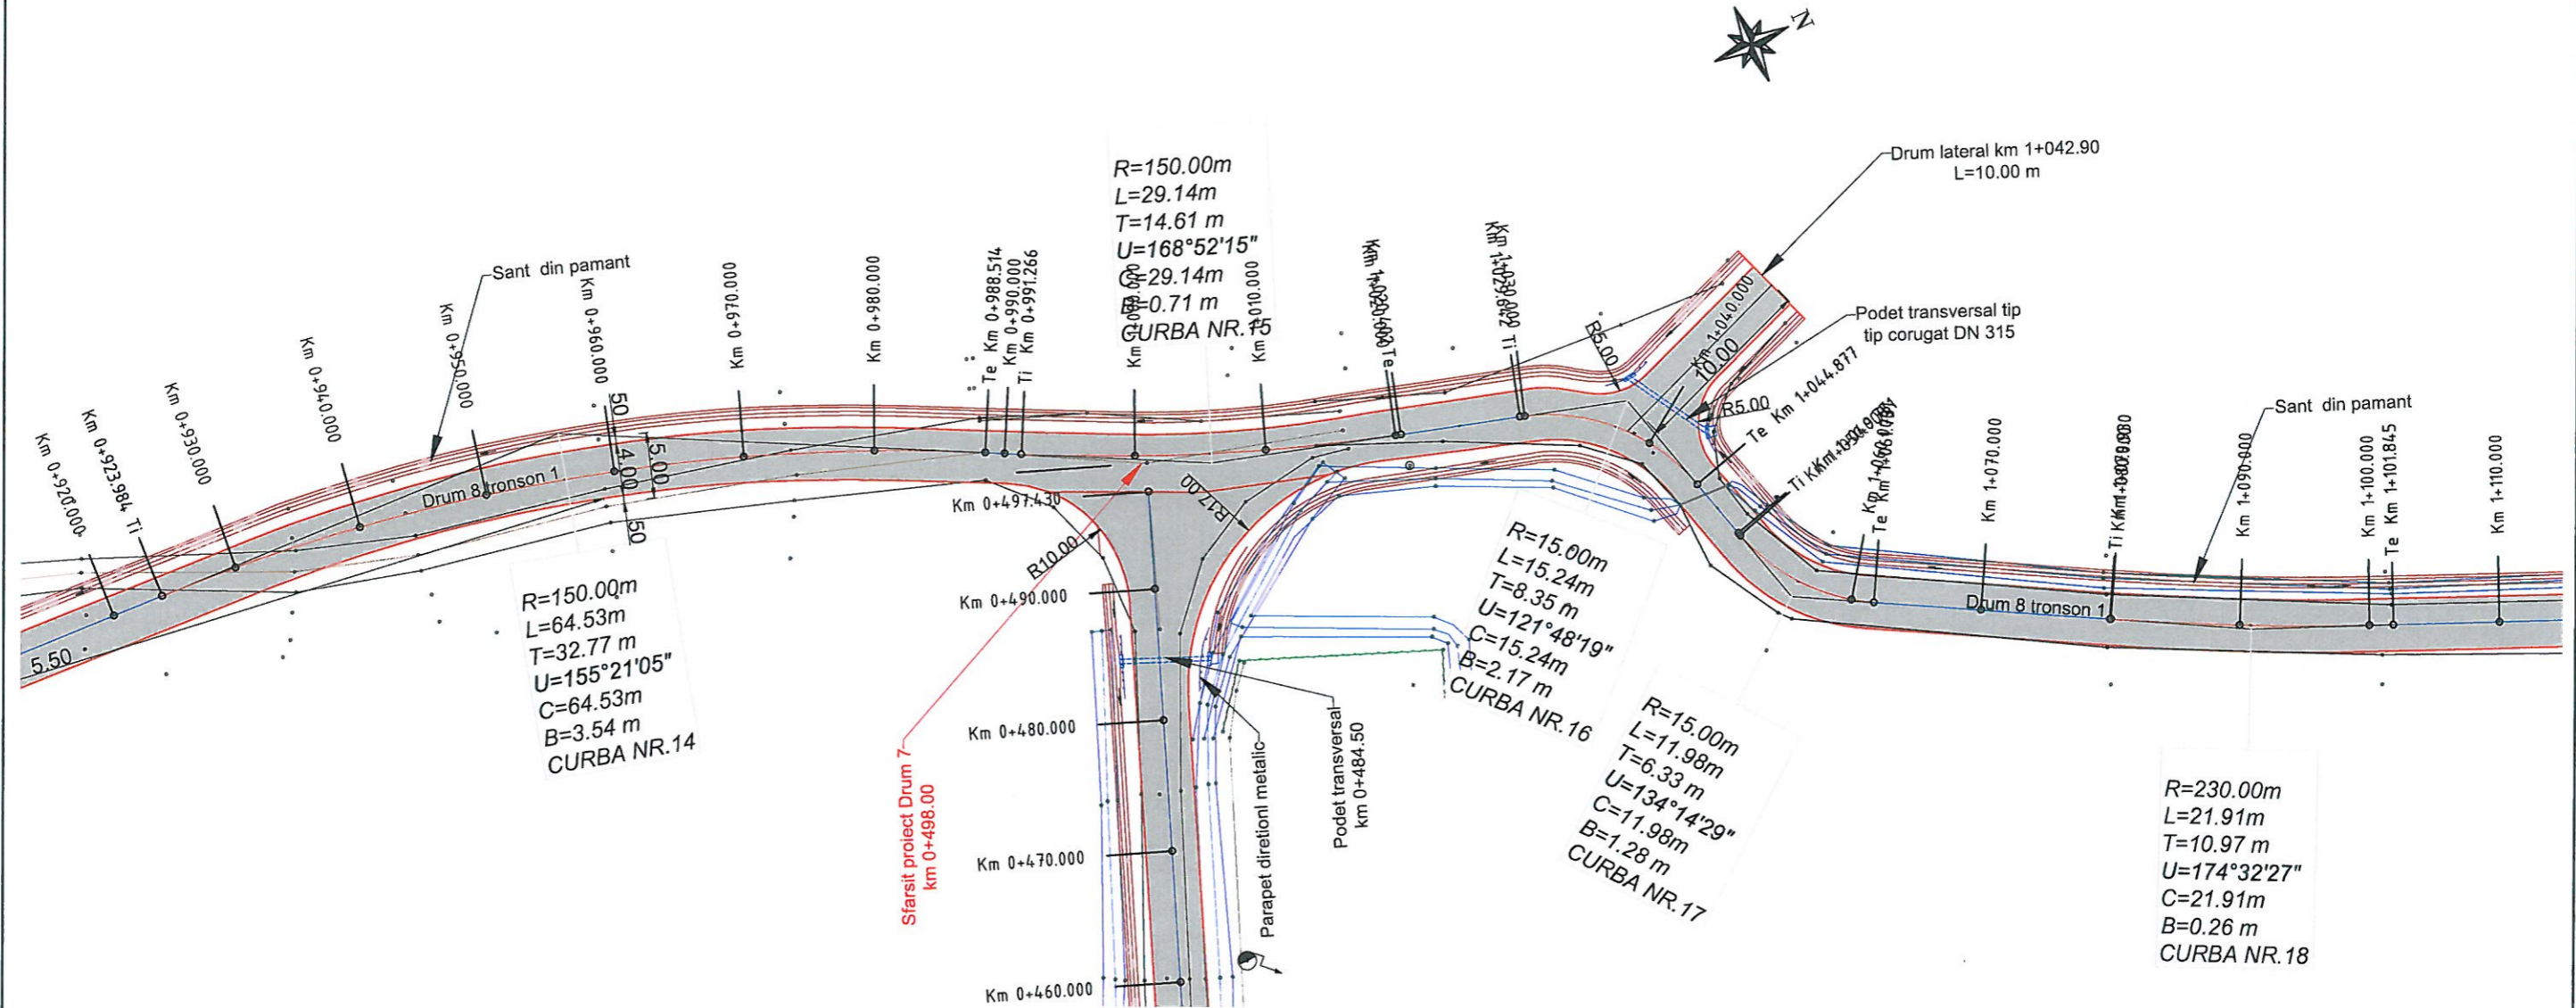 N
Drum lateral km 1+042.90
L=10.00 m
Podet transversal tip
tip corugat DN 315
Sant din pamant
Sant din pamant
R=150.00m
L=29.14m
T=14.61 m
U=168°52'15"
C=29.14m
B=0.71 m
CURBA NR.15
Km 0+920.000
Km 0+923.984 Ti
Km 0+930.000
Km 0+940.000
Km 0+950.000
Km 0+960.000
Km 0+970.000
Km 0+980.000
Te Km 0+988.514
Km 0+990.000
Ti Km 0+991.266
Km 1+030.000
Km 1+040.000
10.00
R5.00
R5.00
Te Km 1+044.877
Km 1+070.000
Km 1+090.000
Km 1+100.000
Te Km 1+101.845
Km 1+110.000
50
4.00
5.00
50
Drum 8 tronson 1
Drum 8 tronson 1
5.50
R=150.00m
L=64.53m
T=32.77 m
U=155°21'05"
C=64.53m
B=3.54 m
CURBA NR.14
Km 0+497.430
R10.00
R17.00
Km 0+490.000
Km 0+480.000
Km 0+470.000
Km 0+460.000
Sfarsit proiect Drum 7
km 0+498.00
Parapet diretionl metalic
Podet transversal
km 0+484.50
R=15.00m
L=15.24m
T=8.35 m
U=121°48'19"
C=15.24m
B=2.17 m
CURBA NR.16
R=15.00m
L=11.98m
T=6.33 m
U=134°14'29"
C=11.98m
B=1.28 m
CURBA NR.17
R=230.00m
L=21.91m
T=10.97 m
U=174°32'27"
C=21.91m
B=0.26 m
CURBA NR.18